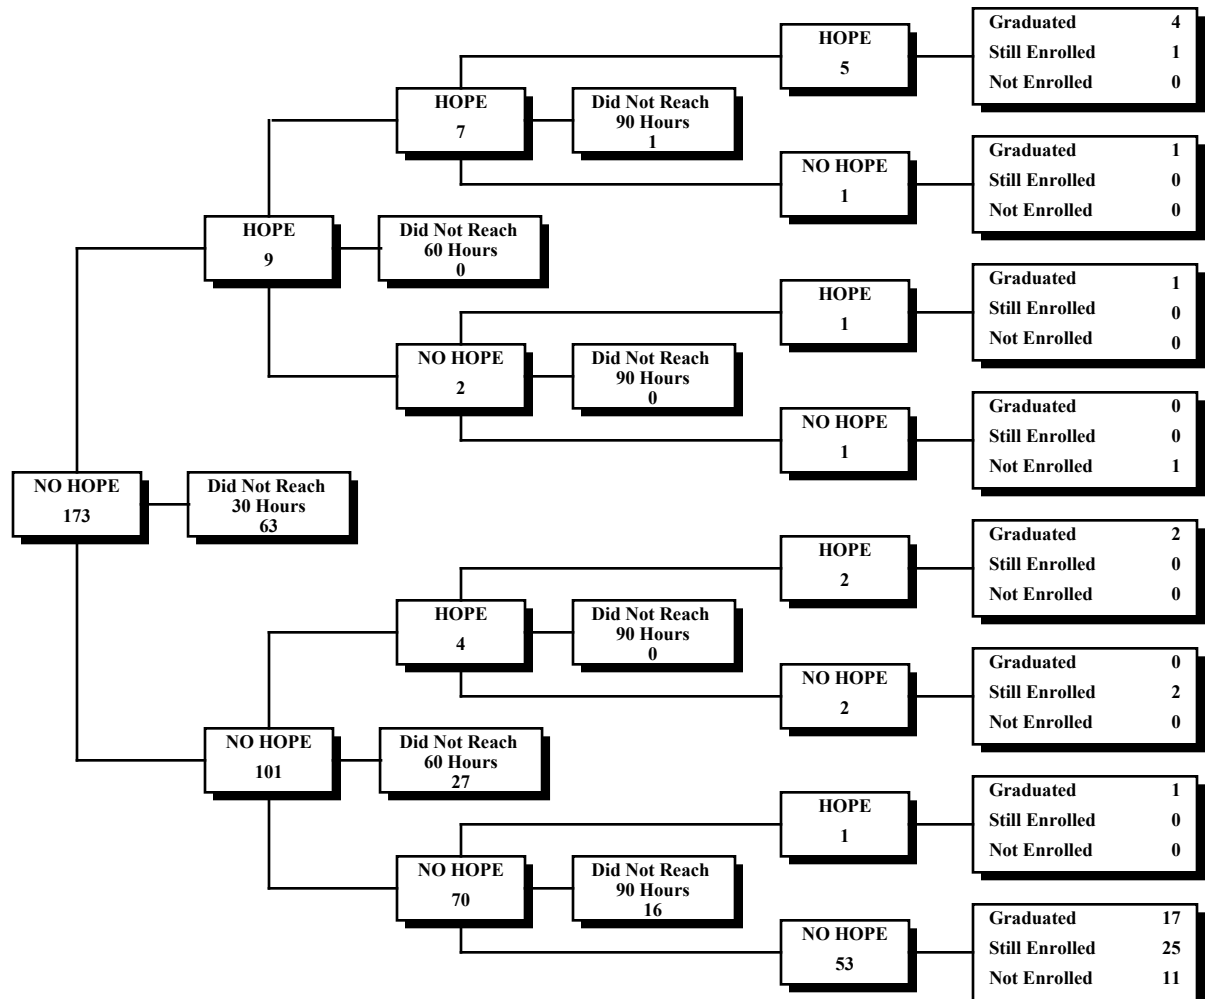 HOPE
5
Graduated 4
Still Enrolled 1
Not Enrolled 0
HOPE
7
Did Not Reach
90 Hours
1
NO HOPE
1
Graduated 1
Still Enrolled 0
Not Enrolled 0
HOPE
9
Did Not Reach
60 Hours
0
HOPE
1
Graduated 1
Still Enrolled 0
Not Enrolled 0
NO HOPE
2
Did Not Reach
90 Hours
0
NO HOPE
1
Graduated 0
Still Enrolled 0
Not Enrolled 1
NO HOPE
173
Did Not Reach
30 Hours
63
HOPE
2
Graduated 2
Still Enrolled 0
Not Enrolled 0
HOPE
4
Did Not Reach
90 Hours
0
NO HOPE
2
Graduated 0
Still Enrolled 2
Not Enrolled 0
NO HOPE
101
Did Not Reach
60 Hours
27
HOPE
1
Graduated 1
Still Enrolled 0
Not Enrolled 0
NO HOPE
70
Did Not Reach
90 Hours
16
NO HOPE
53
Graduated 17
Still Enrolled 25
Not Enrolled 11